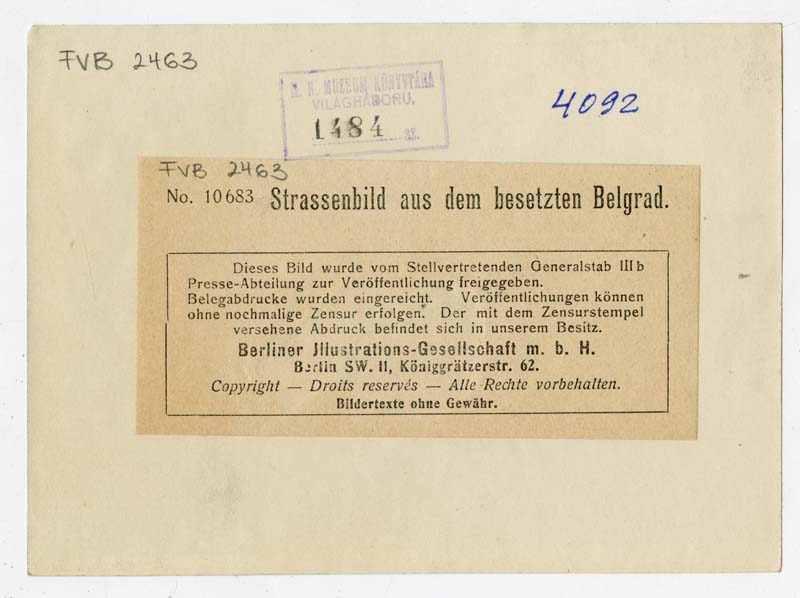 FVB 2463
M. N. MUZEUM KÖNYVTÁRA
VILÁGHÁBORU.
1484 sz.
4092
FVB 2463
No. 10683 Strassenbild aus dem besetzten Belgrad.
Dieses Bild wurde vom Stellvertretenden Generalstab III b
Presse-Abteilung zur Veröffentlichung freigegeben.
Belegabdrucke wurden eingereicht. Veröffentlichungen können
ohne nochmalige Zensur erfolgen. Der mit dem Zensurstempel
versehene Abdruck befindet sich in unserem Besitz.
Berliner Jllustrations-Gesellschaft m. b. H.
Berlin SW. 11, Königgrätzerstr. 62.
Copyright — Droits reservés — Alle Rechte vorbehalten.
Bildertexte ohne Gewähr.